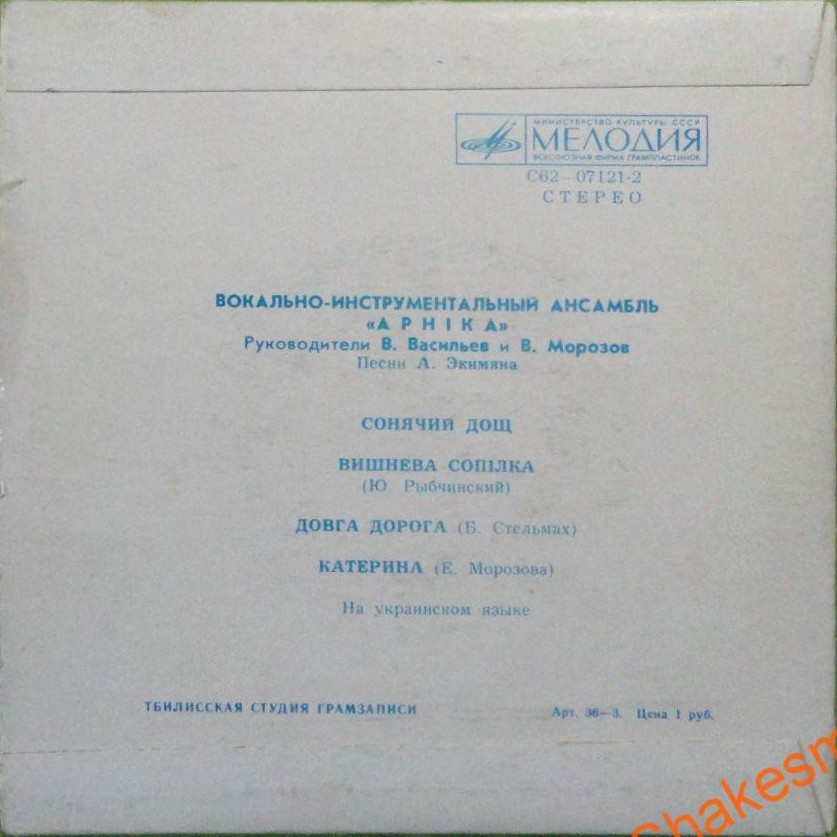 МИНИСТЕРСТВО КУЛЬТУРЫ СССР
МЕЛОДИЯ
ВСЕСОЮЗНАЯ ФИРМА ГРАМПЛАСТИНОК
С62—07121-2
СТЕРЕО
ВОКАЛЬНО-ИНСТРУМЕНТАЛЬНЫЙ АНСАМБЛЬ
«АРНІКА»
Руководители В. Васильев и В. Морозов
Песни А. Экимяна
СОНЯЧИЙ ДОЩ
ВИШНЕВА СОПІЛКА
(Ю. Рыбчинский)
ДОВГА ДОРОГА (Б. Стельмах)
КАТЕРИНА (Е. Морозова)
На украинском языке
ТБИЛИССКАЯ СТУДИЯ ГРАМЗАПИСИ
Арт. 36—3. Цена 1 руб.